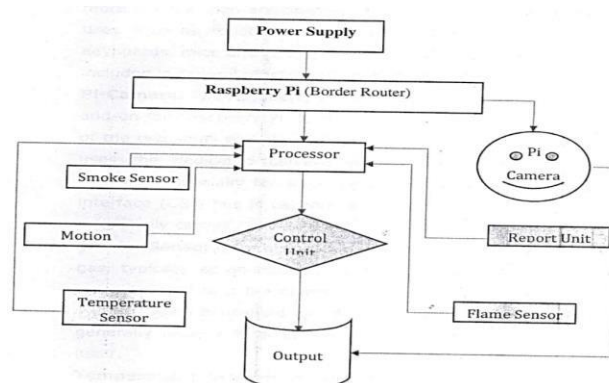 Power Supply
Raspberry Pi (Border Router)
Processor
Pi
Camera
Smoke Sensor
Motion
Control
Unit
Report Unit
Temperature
Sensor
Flame Sensor
Output